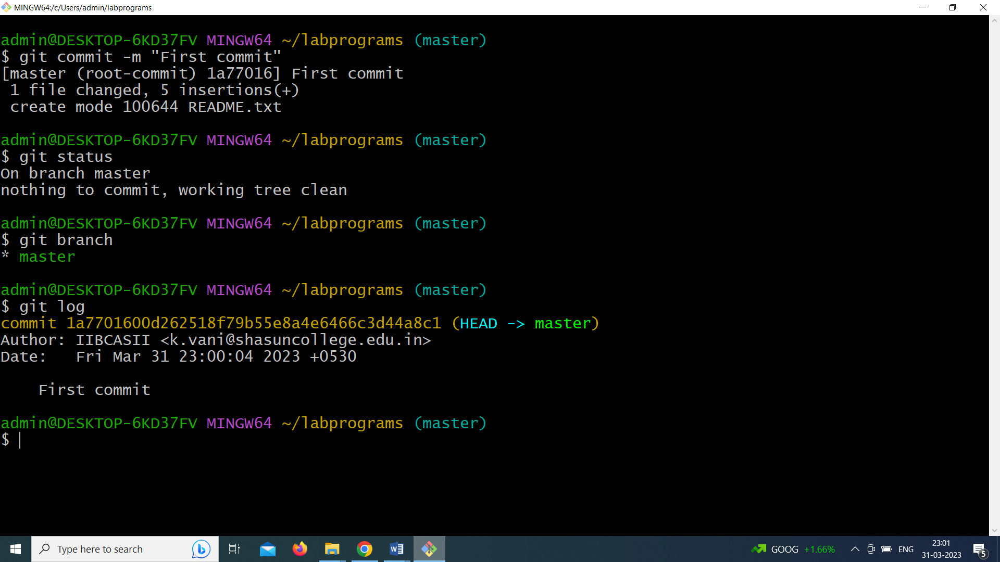 MINGW64:/c/Users/admin/labprograms
admin@DESKTOP-6KD37FV MINGW64 ~/labprograms (master)
$ git commit -m "First commit"
[master (root-commit) 1a77016] First commit
 1 file changed, 5 insertions(+)
 create mode 100644 README.txt
admin@DESKTOP-6KD37FV MINGW64 ~/labprograms (master)
$ git status
On branch master
nothing to commit, working tree clean
admin@DESKTOP-6KD37FV MINGW64 ~/labprograms (master)
$ git branch
* master
admin@DESKTOP-6KD37FV MINGW64 ~/labprograms (master)
$ git log
commit 1a7701600d262518f79b55e8a4e6466c3d44a8c1 (HEAD -> master)
Author: IIBCASII <k.vani@shasuncollege.edu.in>
Date:   Fri Mar 31 23:00:04 2023 +0530
    First commit
admin@DESKTOP-6KD37FV MINGW64 ~/labprograms (master)
$
Type here to search
GOOG +1.66%
ENG
23:01
31-03-2023
5